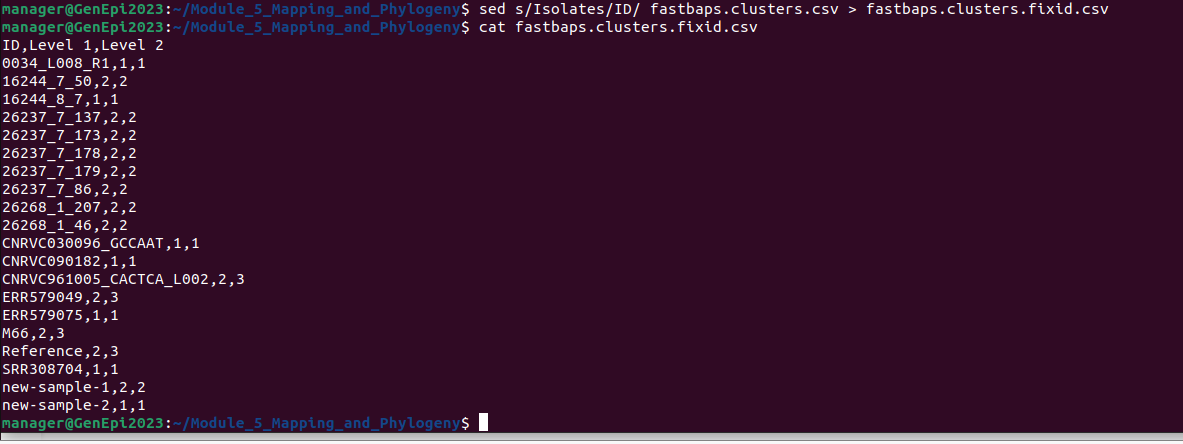 manager@GenEpi2023:~/Module_5_Mapping_and_Phylogeny$ sed s/Isolates/ID/ fastbaps.clusters.csv > fastbaps.clusters.fixid.csv
manager@GenEpi2023:~/Module_5_Mapping_and_Phylogeny$ cat fastbaps.clusters.fixid.csv
ID,Level 1,Level 2
0034_L008_R1,1,1
16244_7_50,2,2
16244_8_7,1,1
26237_7_137,2,2
26237_7_173,2,2
26237_7_178,2,2
26237_7_179,2,2
26237_7_86,2,2
26268_1_207,2,2
26268_1_46,2,2
CNRVC030096_GCCAAT,1,1
CNRVC090182,1,1
CNRVC961005_CACTCA_L002,2,3
ERR579049,2,3
ERR579075,1,1
M66,2,3
Reference,2,3
SRR308704,1,1
new-sample-1,2,2
new-sample-2,1,1
manager@GenEpi2023:~/Module_5_Mapping_and_Phylogeny$